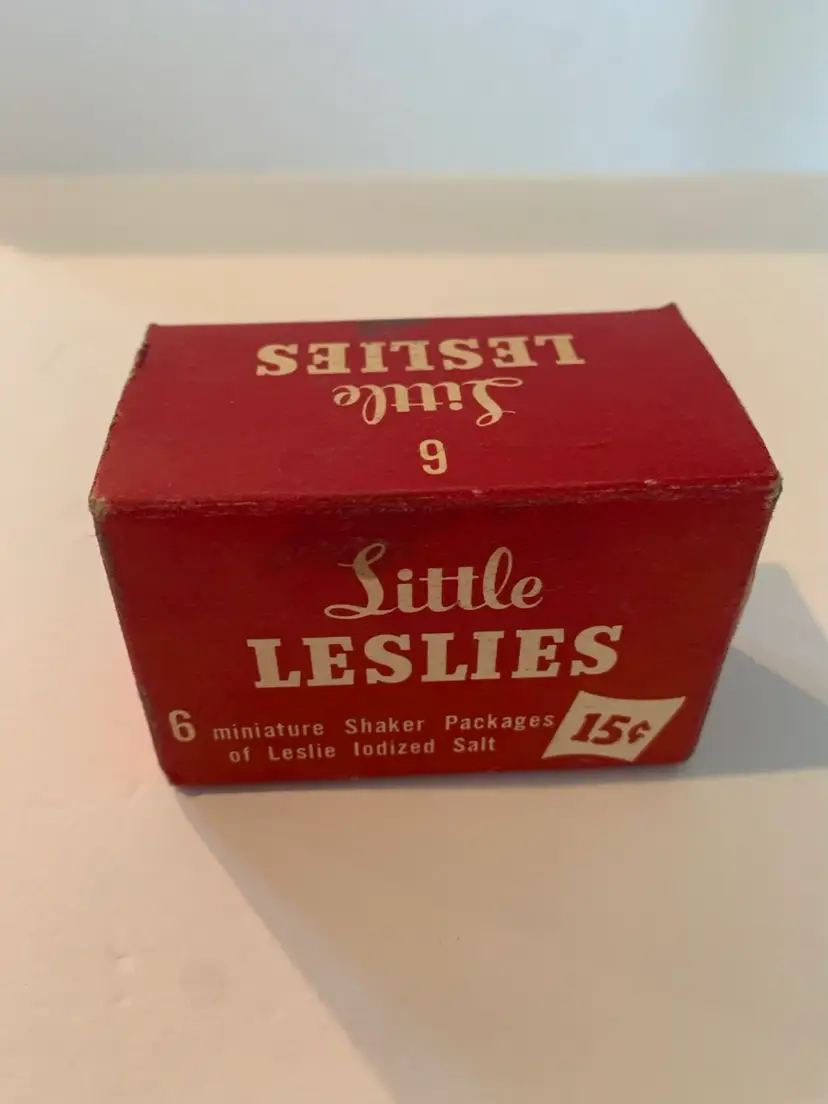 LESLIES
Little
6
Little
LESLIES
6 miniature Shaker Packages
of Leslie Iodized Salt
15¢